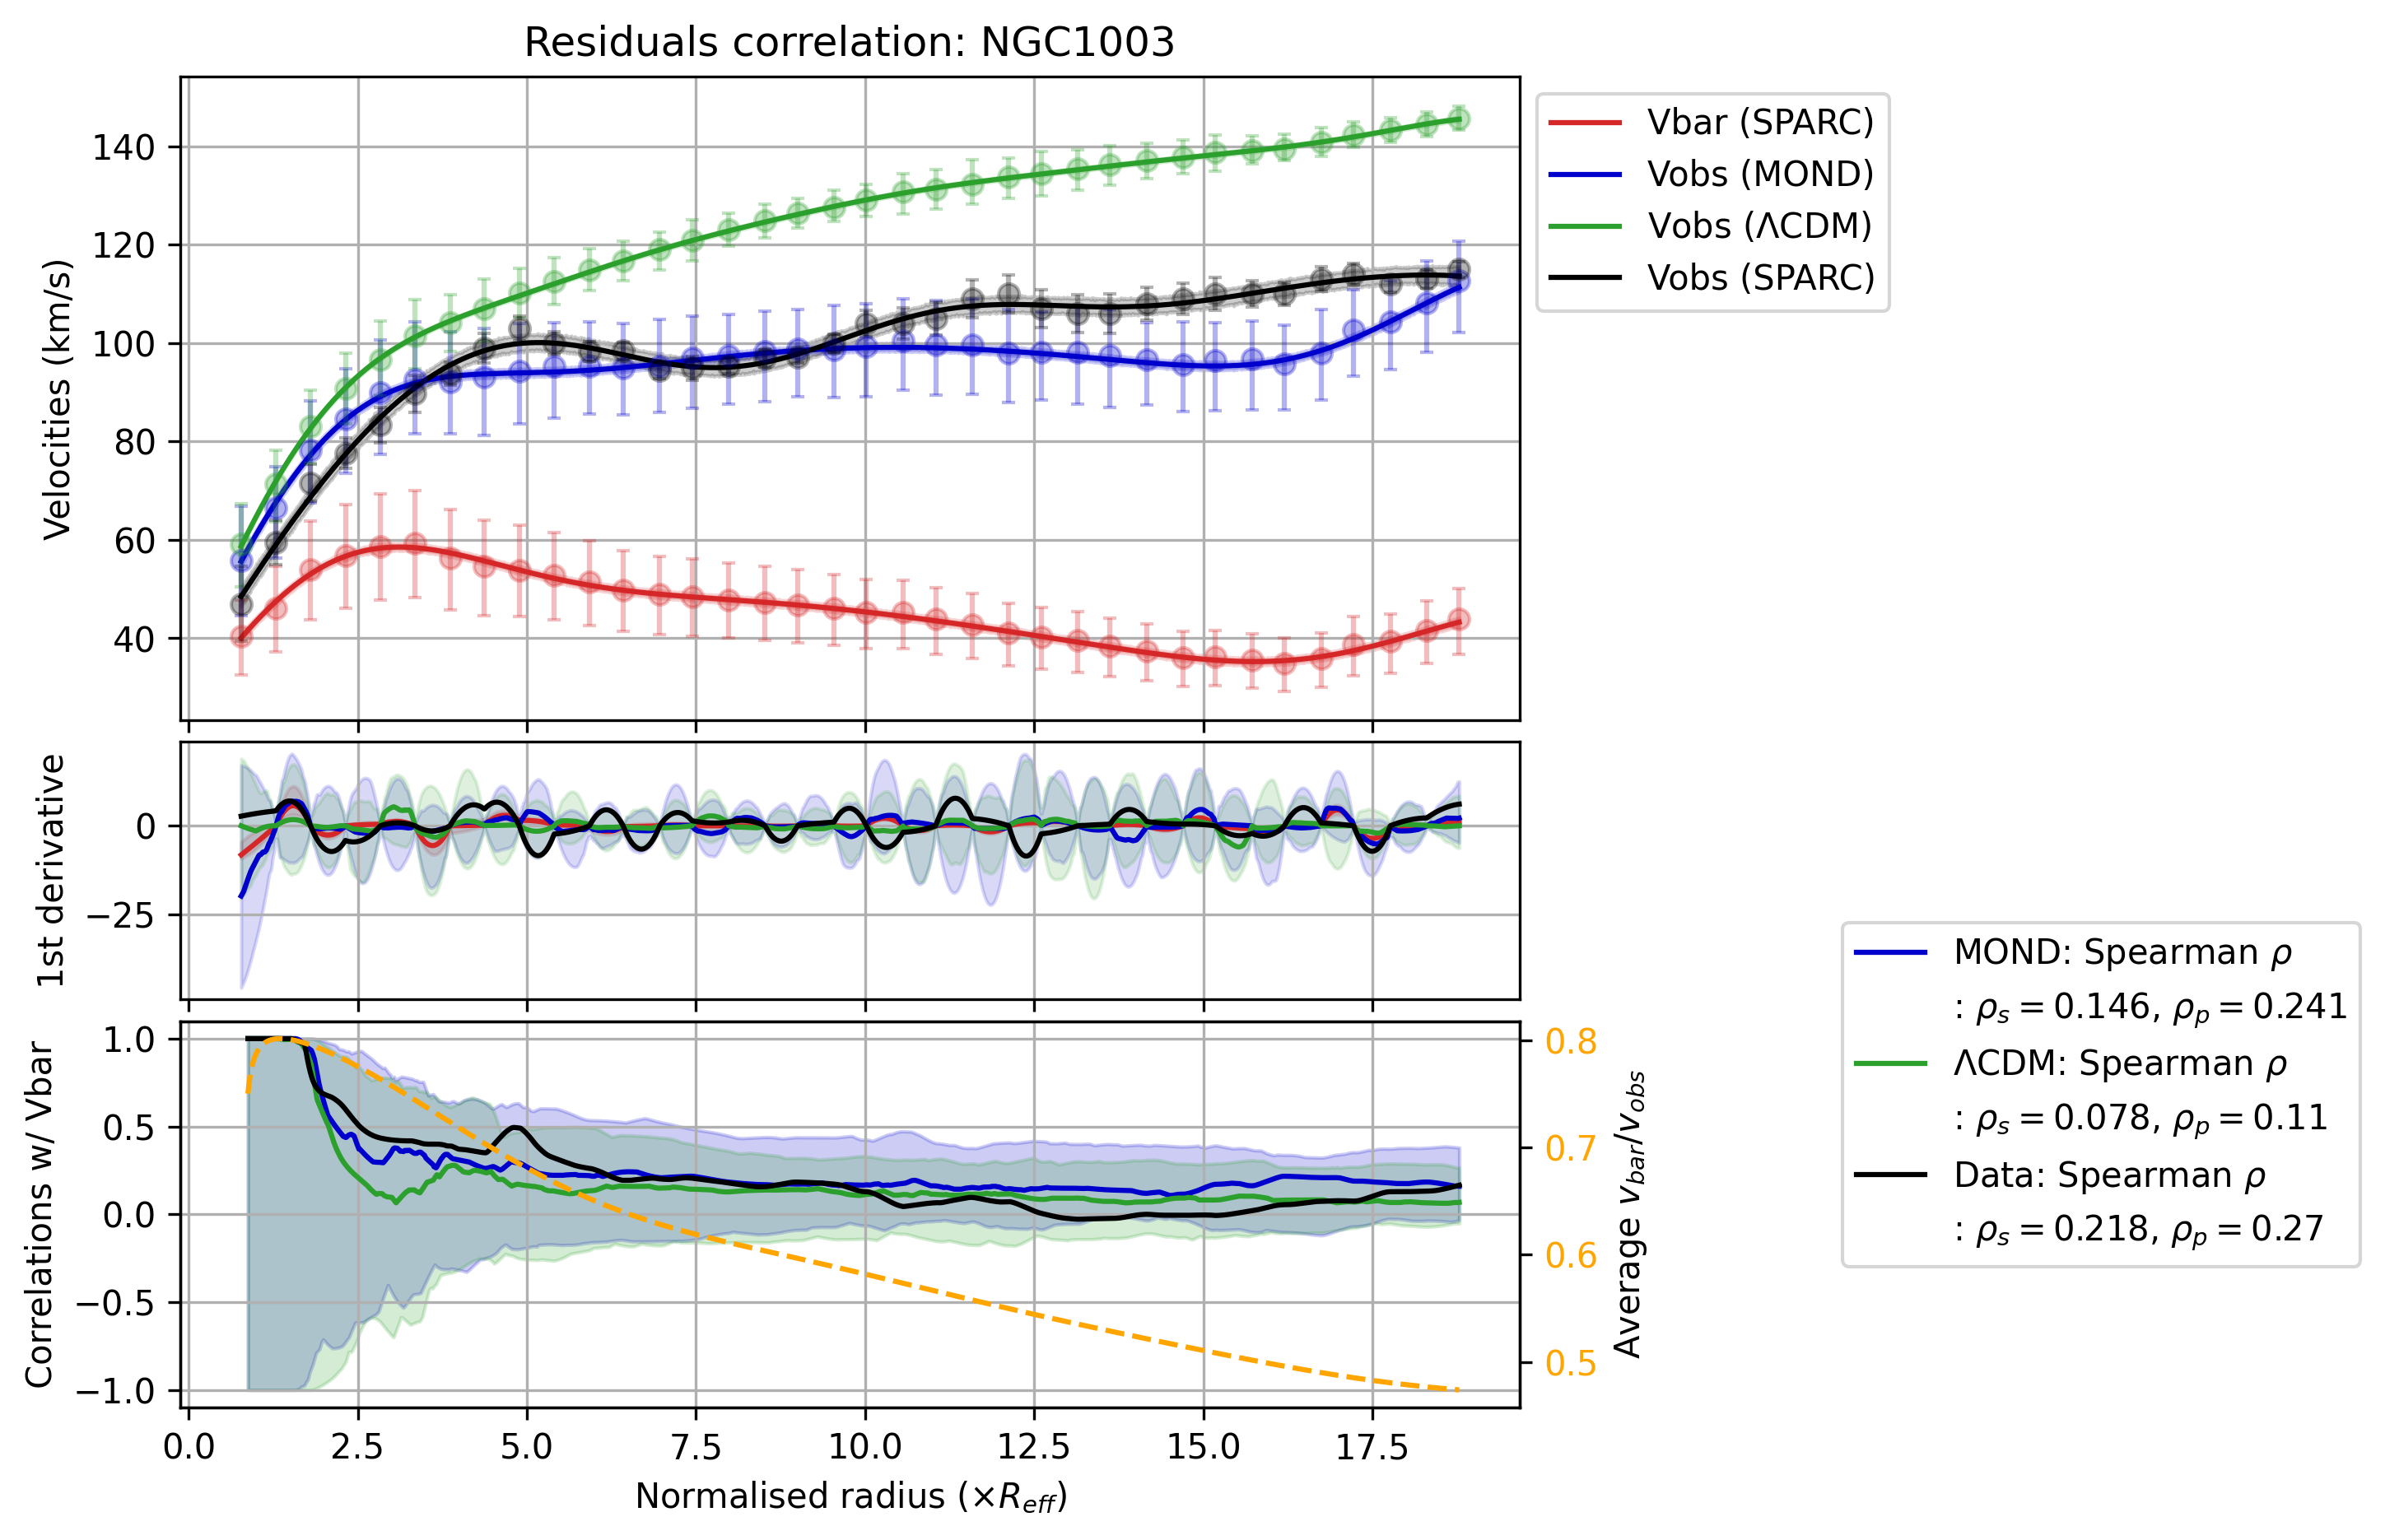 Residuals correlation: NGC1003
Velocities (km/s)
140
120
100
80
60
40
Vbar (SPARC)
Vobs (MOND)
Vobs (ΛCDM)
Vobs (SPARC)
1st derivative
0
−25
Correlations w/ Vbar
1.0
0.5
0.0
−0.5
−1.0
0.8
0.7
0.6
0.5
Average v_bar/v_obs
MOND: Spearman ρ
: ρ_s = 0.146, ρ_p = 0.241
ΛCDM: Spearman ρ
: ρ_s = 0.078, ρ_p = 0.11
Data: Spearman ρ
: ρ_s = 0.218, ρ_p = 0.27
0.0 2.5 5.0 7.5 10.0 12.5 15.0 17.5
Normalised radius (×R_eff)